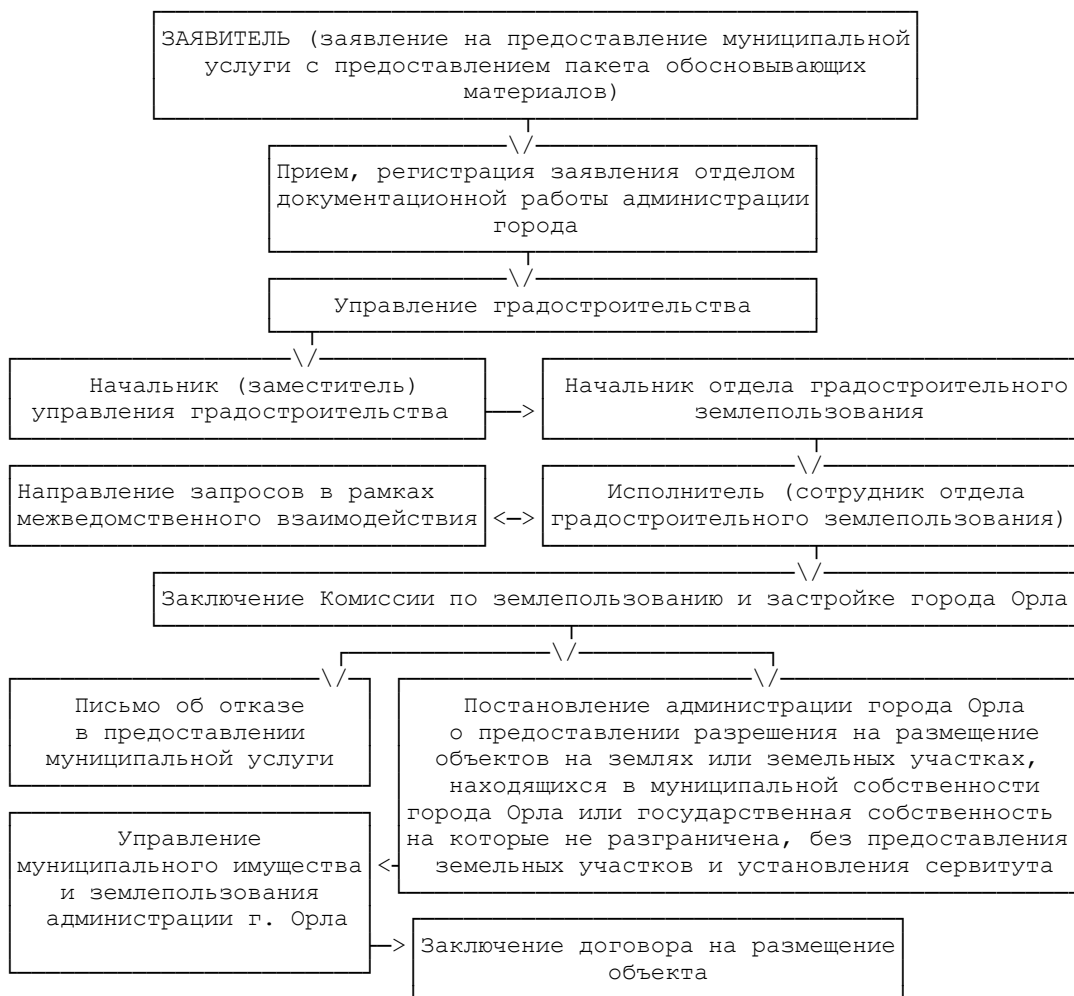 ЗАЯВИТЕЛЬ (заявление на предоставление муниципальной
услуги с предоставлением пакета обосновывающих
материалов)
Прием, регистрация заявления отделом
документационной работы администрации
города
Управление градостроительства
Начальник (заместитель)
управления градостроительства
Начальник отдела градостроительного
землепользования
Направление запросов в рамках
межведомственного взаимодействия
Исполнитель (сотрудник отдела
градостроительного землепользования)
Заключение Комиссии по землепользованию и застройке города Орла
Письмо об отказе
в предоставлении
муниципальной услуги
Постановление администрации города Орла
о предоставлении разрешения на размещение
объектов на землях или земельных участках,
находящихся в муниципальной собственности
города Орла или государственная собственность
на которые не разграничена, без предоставления
земельных участков и установления сервитута
Управление
муниципального имущества
и землепользования
администрации г. Орла
Заключение договора на размещение
объекта